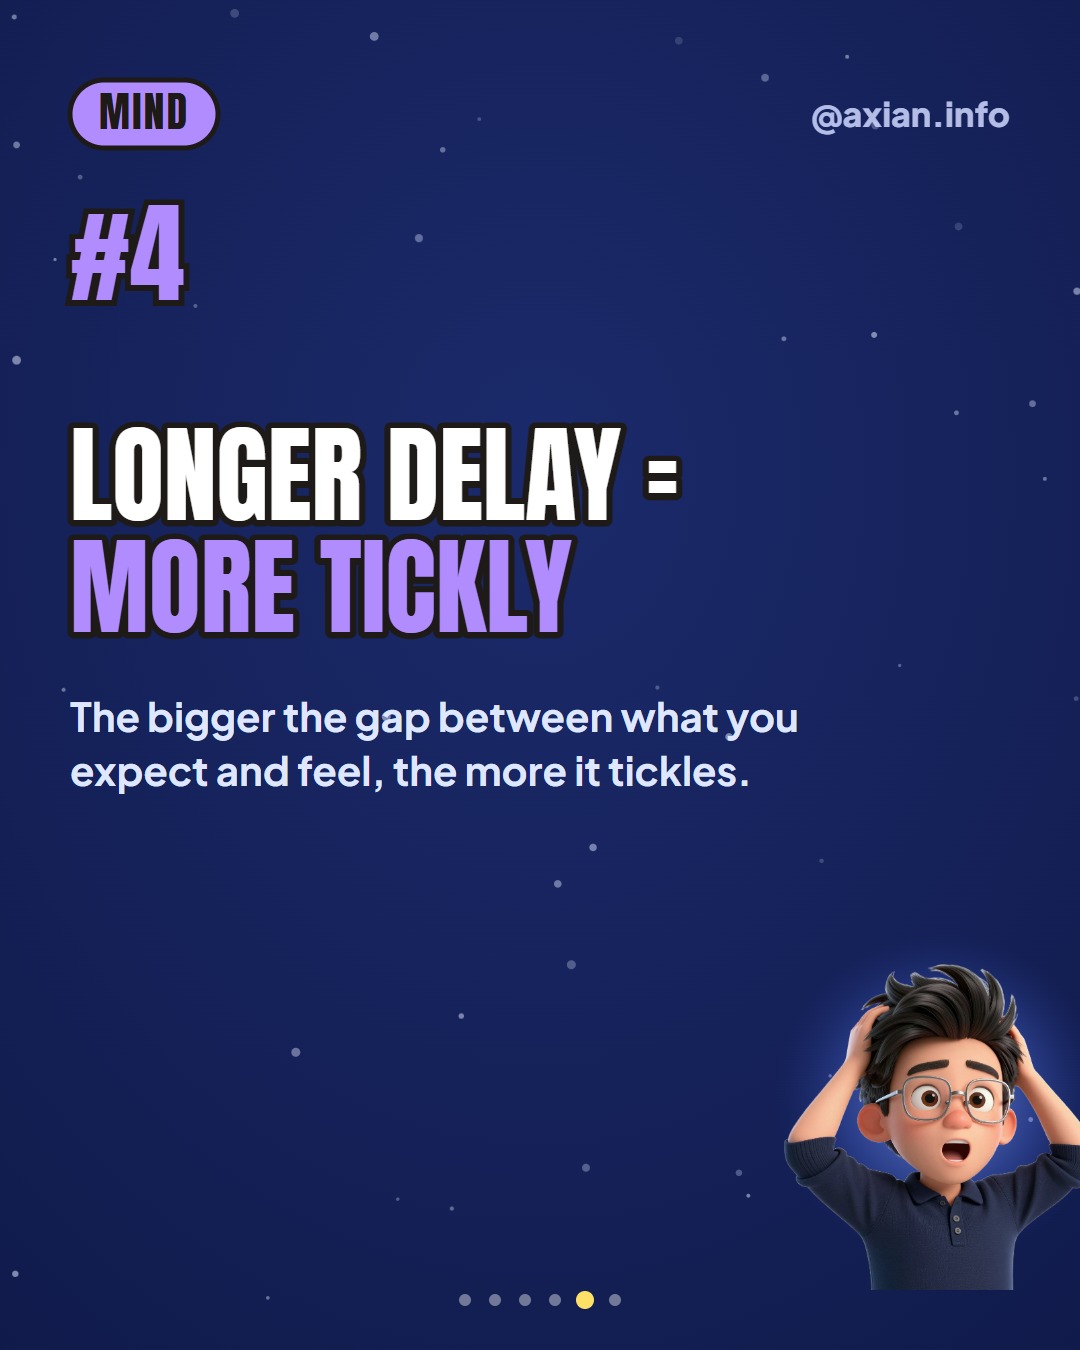 MIND
@axian.info
#4
LONGER DELAY =
MORE TICKLY
The bigger the gap between what you
expect and feel, the more it tickles.